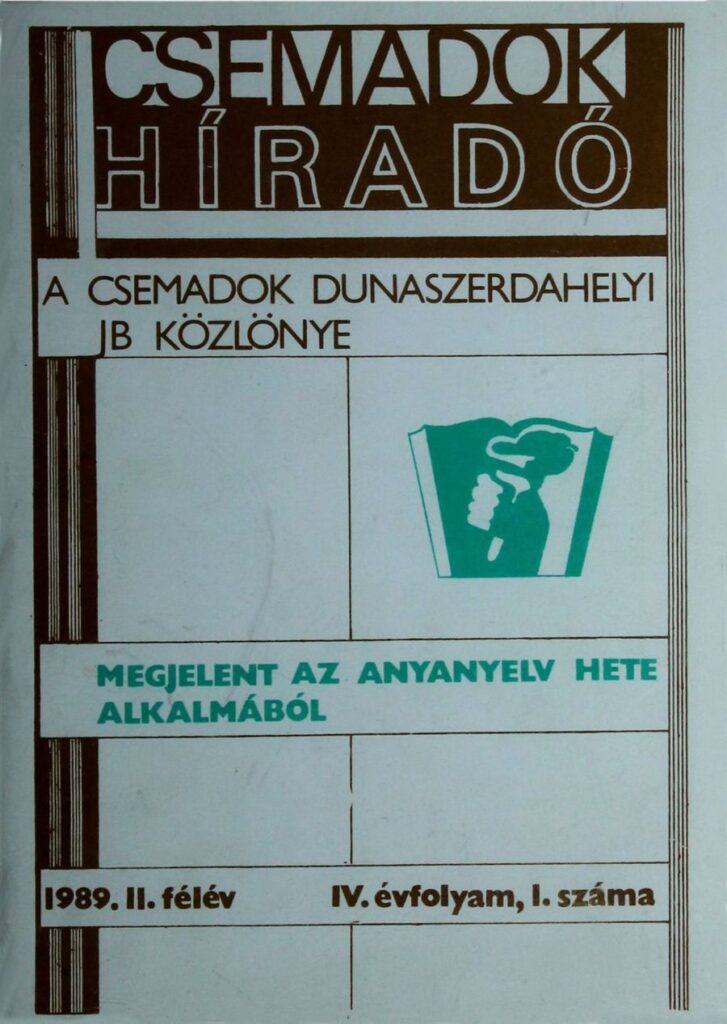 CSEMADOK
HÍRADÓ
A CSEMADOK DUNASZERDAHELYI
JB KÖZLÖNYE
MEGJELENT AZ ANYANYELV HETE
ALKALMÁBÓL
1989. II. félév IV. évfolyam, I. száma